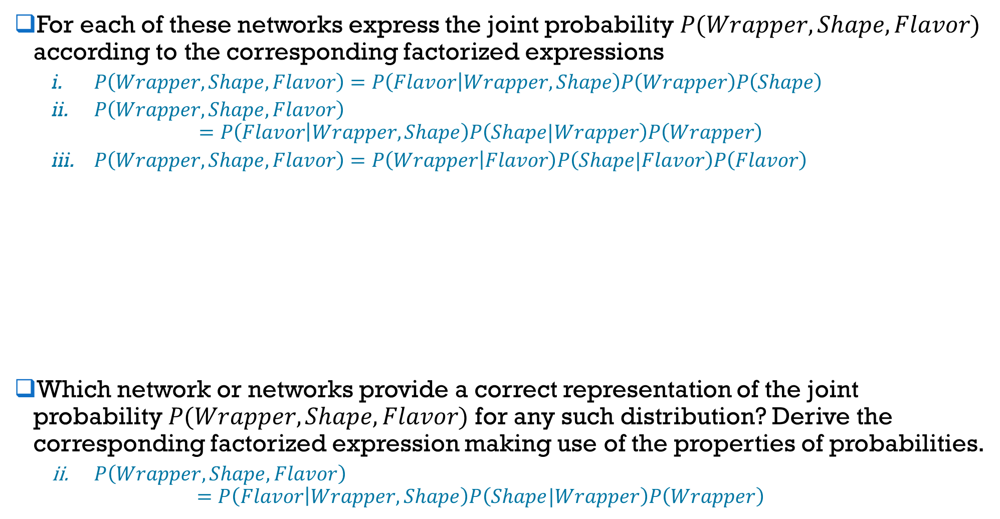 ❑For each of these networks express the joint probability P(Wrapper, Shape, Flavor)
according to the corresponding factorized expressions
i. P(Wrapper, Shape, Flavor) = P(Flavor|Wrapper, Shape)P(Wrapper)P(Shape)
ii. P(Wrapper, Shape, Flavor)
= P(Flavor|Wrapper, Shape)P(Shape|Wrapper)P(Wrapper)
iii. P(Wrapper, Shape, Flavor) = P(Wrapper|Flavor)P(Shape|Flavor)P(Flavor)
❑Which network or networks provide a correct representation of the joint
probability P(Wrapper, Shape, Flavor) for any such distribution? Derive the
corresponding factorized expression making use of the properties of probabilities.
ii. P(Wrapper, Shape, Flavor)
= P(Flavor|Wrapper, Shape)P(Shape|Wrapper)P(Wrapper)